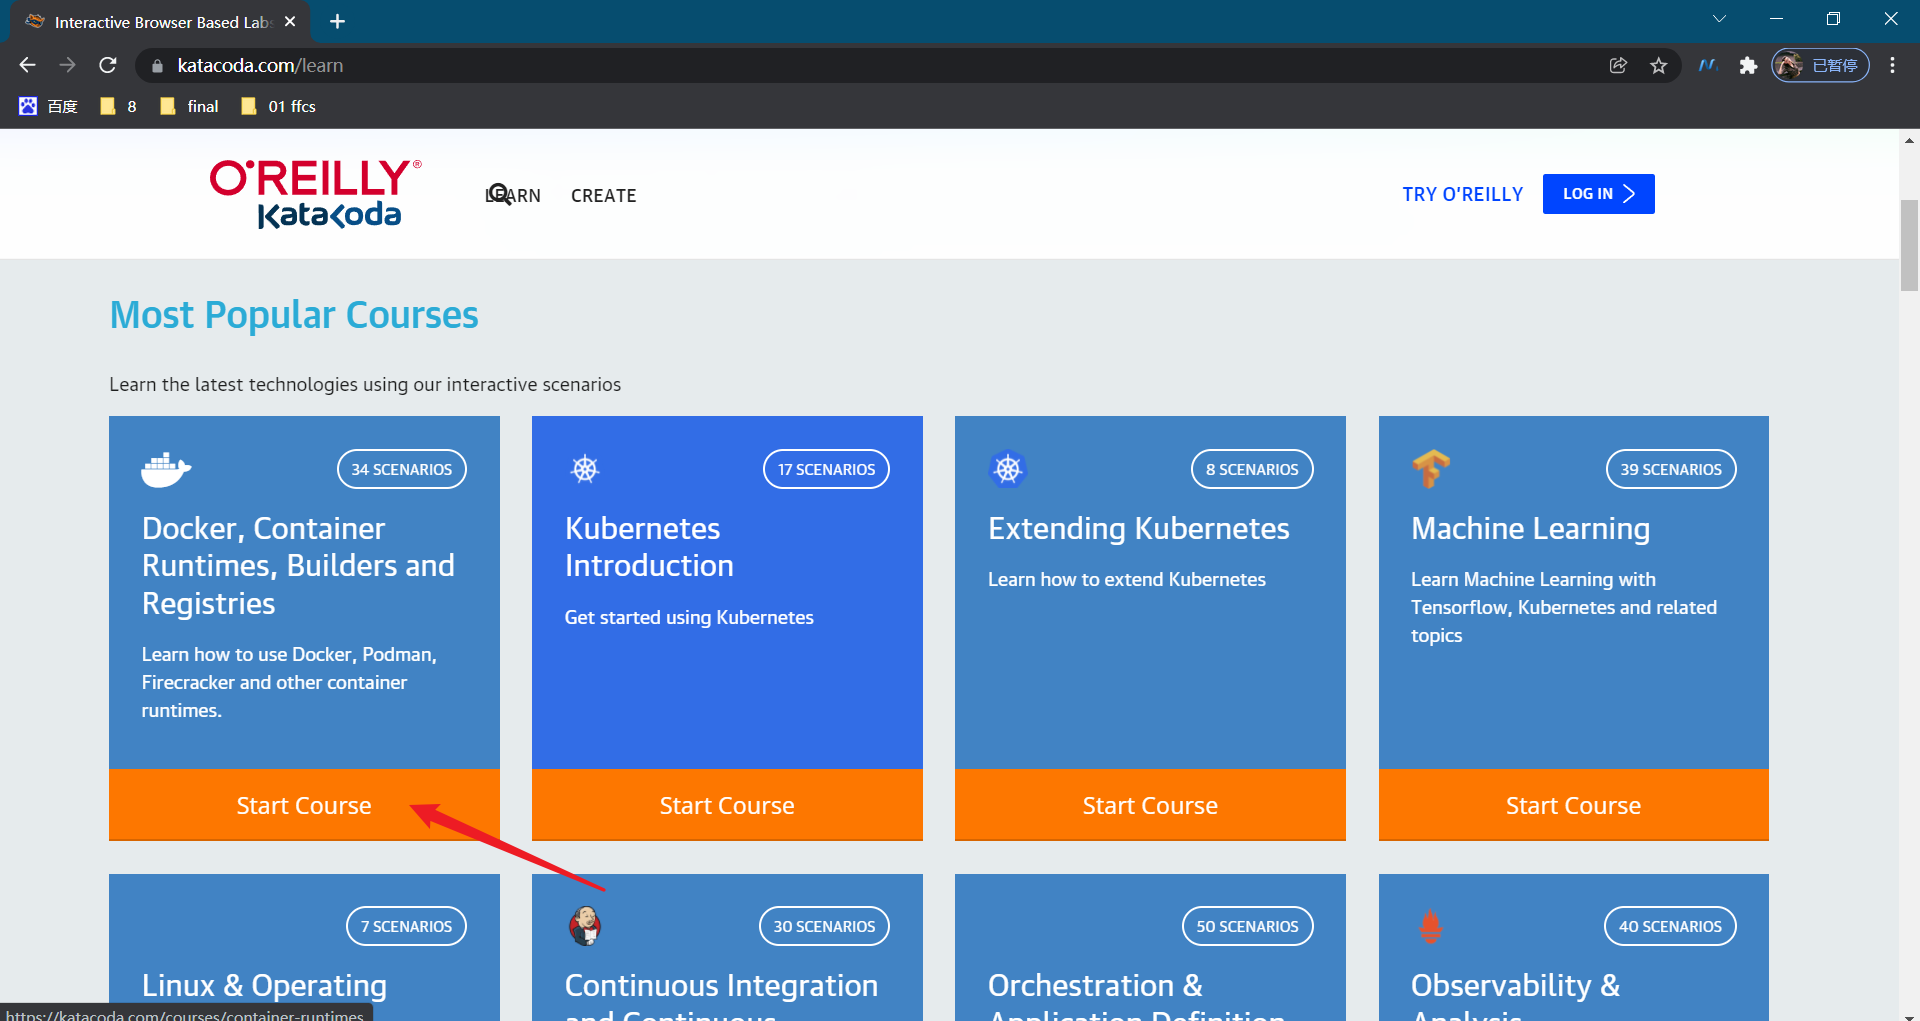 Interactive Browser Based Labs
katacoda.com/learn
已暂停
百度
8
final
01 ffcs
O'REILLY®
KataKoda
LEARN
CREATE
TRY O'REILLY
LOG IN
Most Popular Courses
Learn the latest technologies using our interactive scenarios
34 SCENARIOS
Docker, Container
Runtimes, Builders and
Registries
Learn how to use Docker, Podman,
Firecracker and other container
runtimes.
Start Course
17 SCENARIOS
Kubernetes
Introduction
Get started using Kubernetes
Start Course
8 SCENARIOS
Extending Kubernetes
Learn how to extend Kubernetes
Start Course
39 SCENARIOS
Machine Learning
Learn Machine Learning with
Tensorflow, Kubernetes and related
topics
Start Course
7 SCENARIOS
Linux & Operating
30 SCENARIOS
Continuous Integration
and Continuous
50 SCENARIOS
Orchestration &
Application Definition
40 SCENARIOS
Observability &
Analysis
https://katacoda.com/courses/container-runtimes